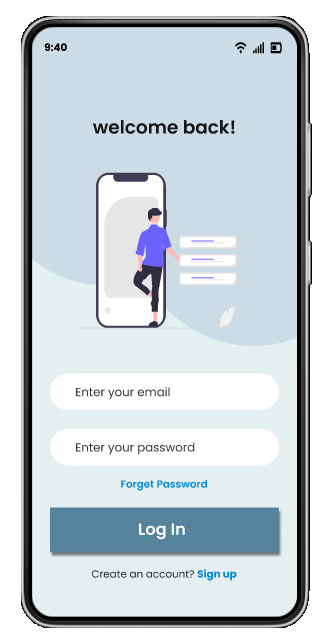 9:40
welcome back!
Enter your email
Enter your password
Forget Password
Log In
Create an account? Sign up